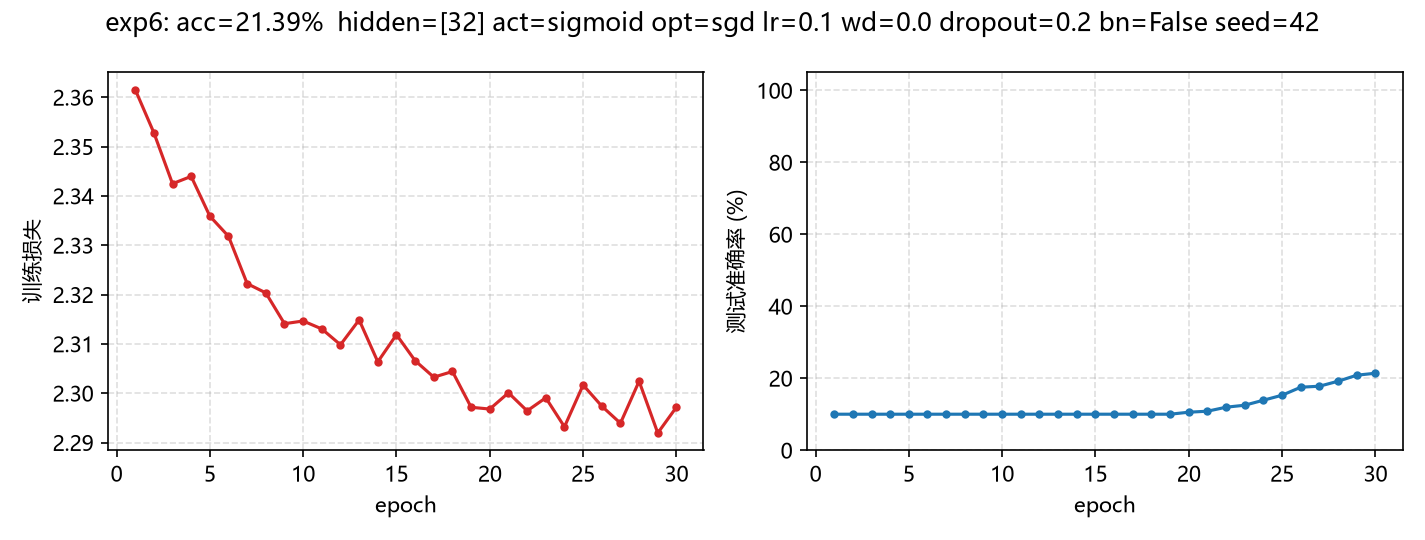 exp6: acc=21.39%  hidden=[32] act=sigmoid opt=sgd lr=0.1 wd=0.0 dropout=0.2 bn=False seed=42
训练损失
2.36
2.35
2.34
2.33
2.32
2.31
2.30
2.29
0 5 10 15 20 25 30
epoch
测试准确率 (%)
100
80
60
40
20
0
0 5 10 15 20 25 30
epoch